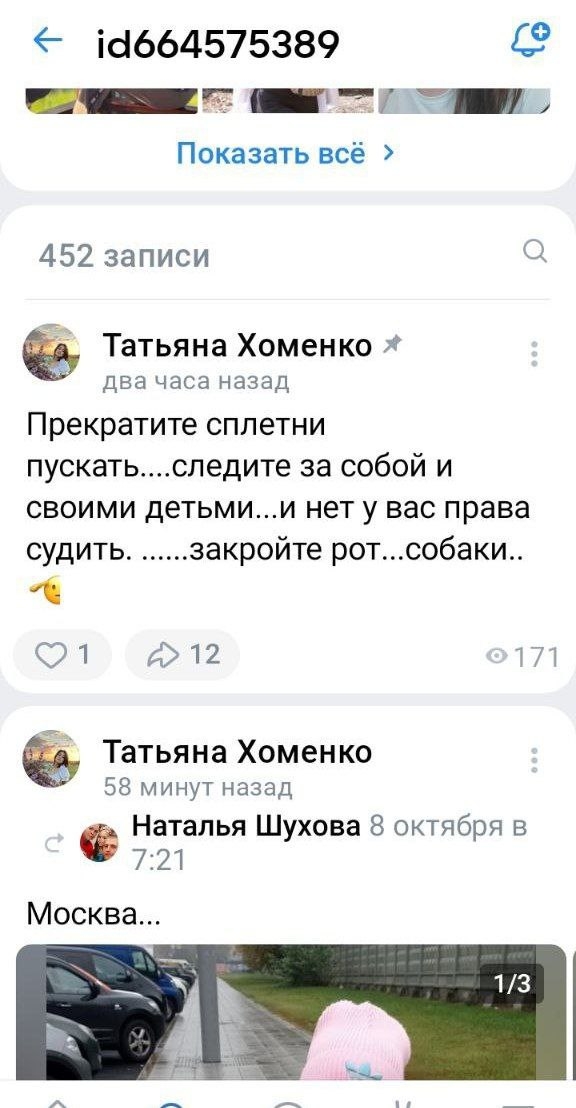 id664575389
Показать всё
452 записи
Татьяна Хоменко
два часа назад
Прекратите сплетни
пускать....следите за собой и
своими детьми...и нет у вас права
судить. ......закройте рот...собаки..
1
12
171
Татьяна Хоменко
58 минут назад
Наталья Шухова 8 октября в
7:21
Москва...
1/3